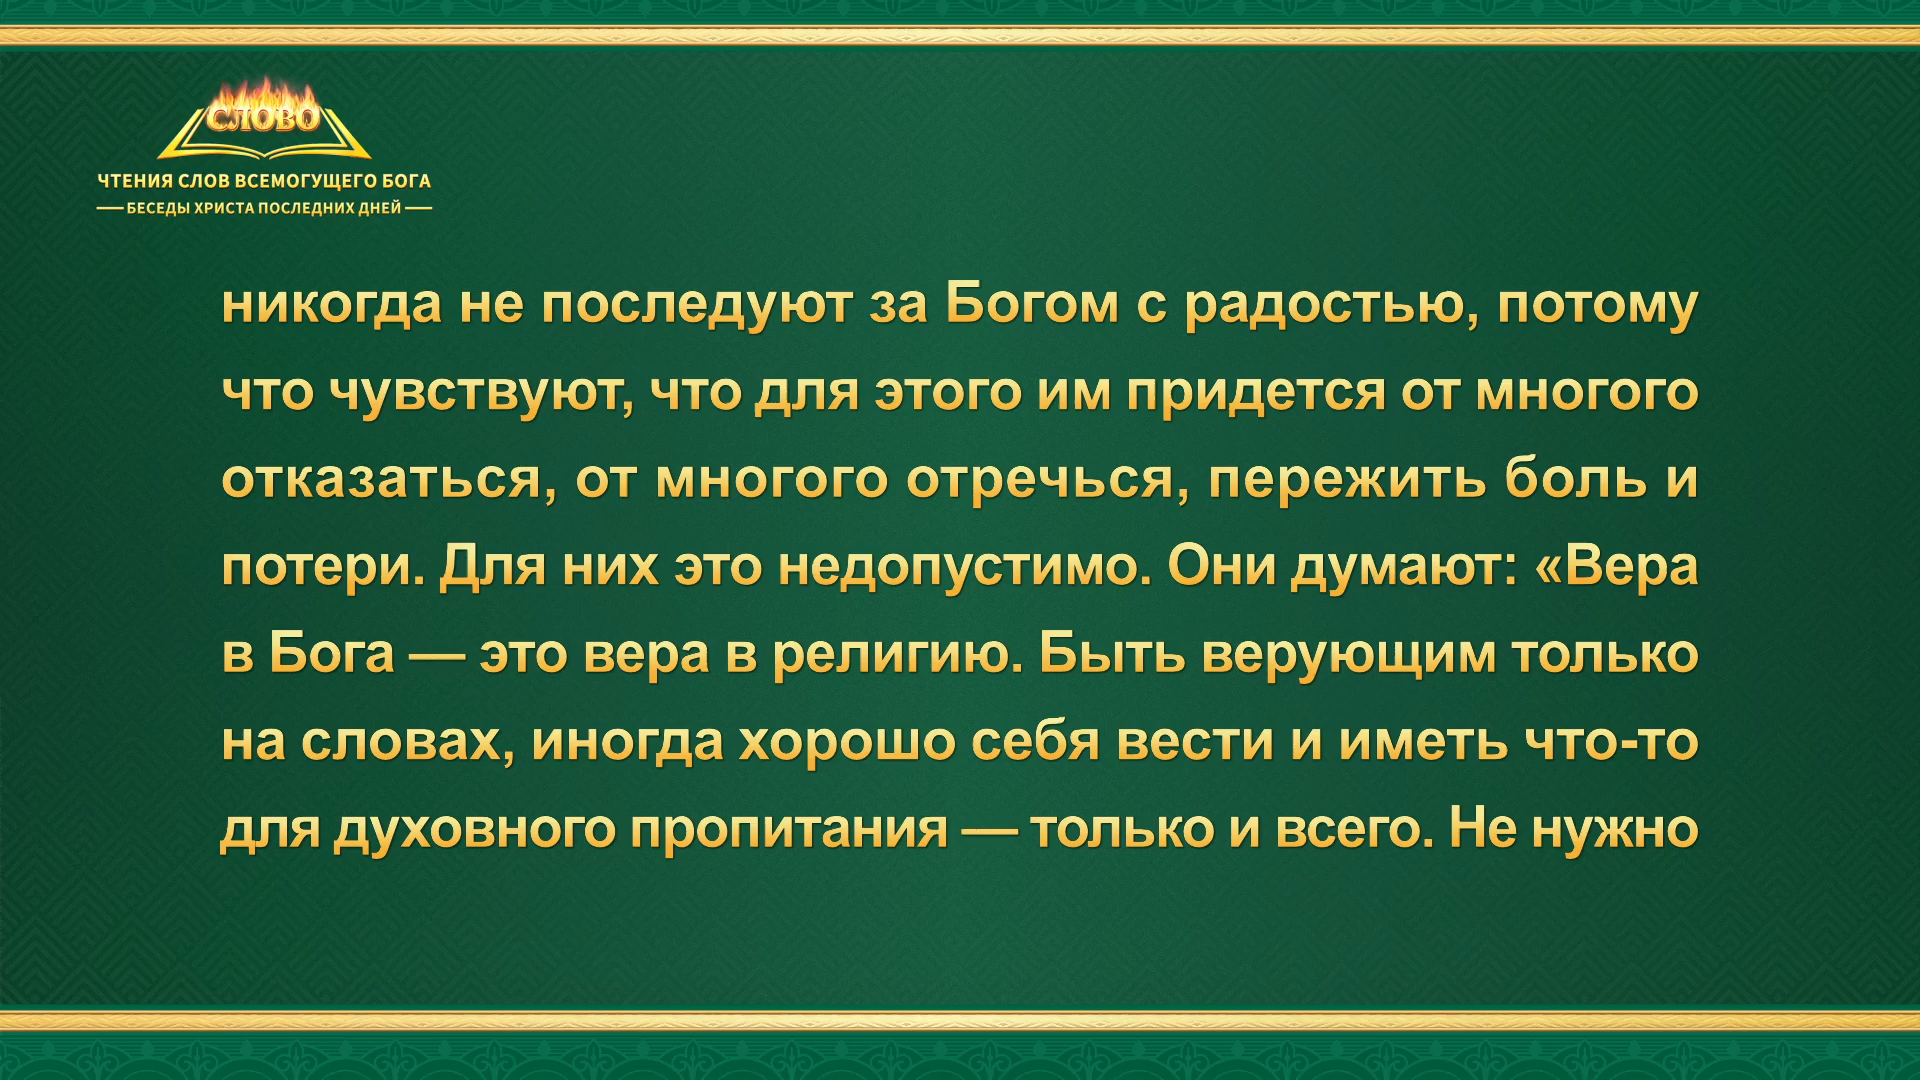 СЛОВО
ЧТЕНИЯ СЛОВ ВСЕМОГУЩЕГО БОГА
БЕСЕДЫ ХРИСТА ПОСЛЕДНИХ ДНЕЙ
никогда не последуют за Богом с радостью, потому
что чувствуют, что для этого им придется от многого
отказаться, от многого отречься, пережить боль и
потери. Для них это недопустимо. Они думают: «Вера
в Бога — это вера в религию. Быть верующим только
на словах, иногда хорошо себя вести и иметь что-то
для духовного пропитания — только и всего. Не нужно